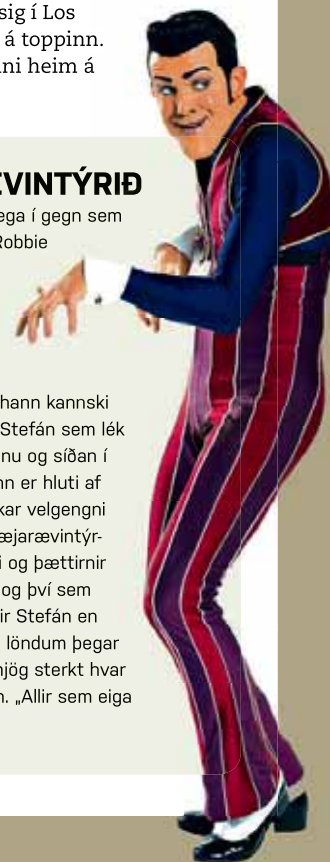 sig í Los
á toppinn.
ni heim á
ÆVINTÝRIÐ
ega í gegn sem
Robbie
hann kannski
Stefán sem lék
nu og síðan í
nn er hluti af
kar velgengni
æjarævintýr-
i og þættirnir
og því sem
ir Stefán en
löndum þegar
njög sterkt hvar
n. „Allir sem eiga